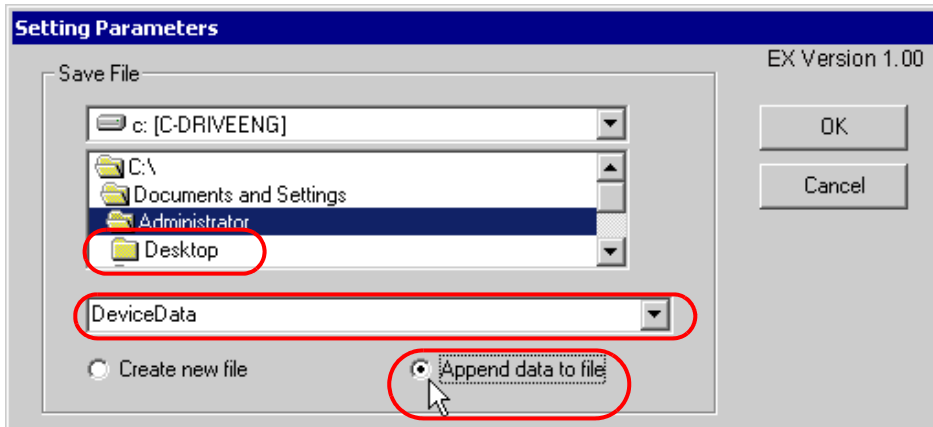 Setting Parameters
EX Version 1.00
Save File
c: [C-DRIVEENG]
OK
C:\
Documents and Settings
Cancel
Administrator
Desktop
DeviceData
Create new file
Append data to file